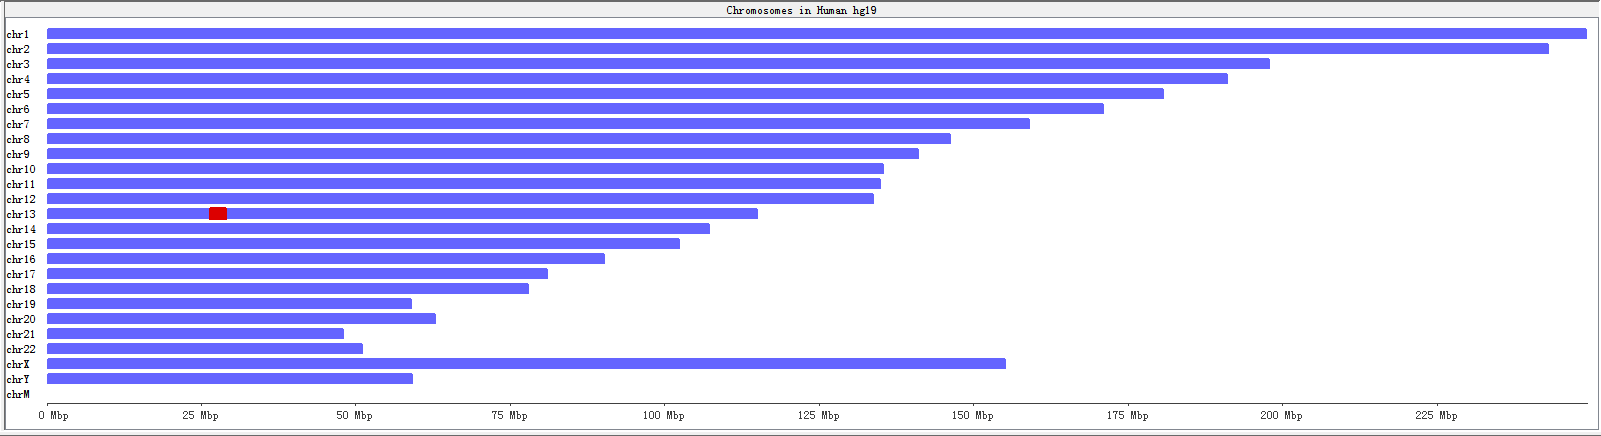 Chromosomes in Human hg19
chr1
chr2
chr3
chr4
chr5
chr6
chr7
chr8
chr9
chr10
chr11
chr12
chr13
chr14
chr15
chr16
chr17
chr18
chr19
chr20
chr21
chr22
chrX
chrY
chrM
0 Mbp 25 Mbp 50 Mbp 75 Mbp 100 Mbp 125 Mbp 150 Mbp 175 Mbp 200 Mbp 225 Mbp